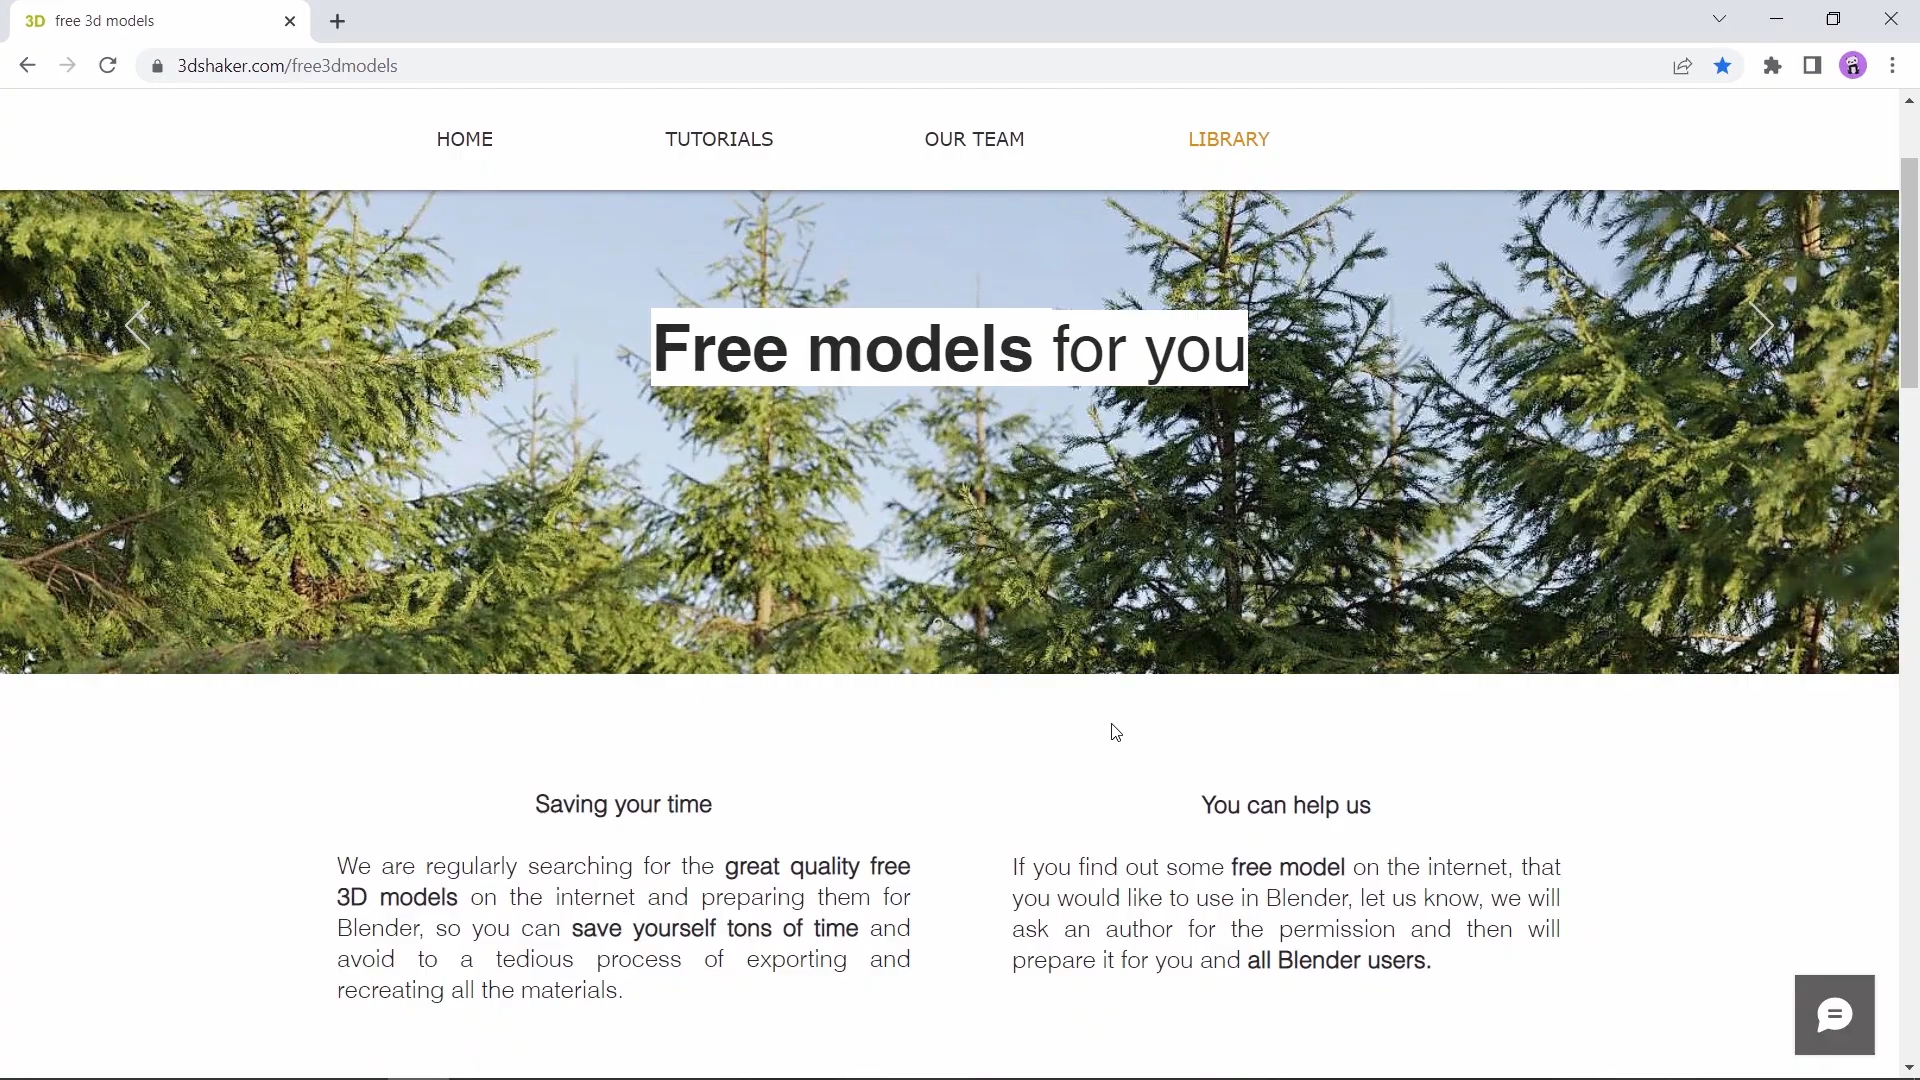 3D free 3d models
3dshaker.com/free3dmodels
HOME TUTORIALS OUR TEAM LIBRARY
Free models for you
Saving your time
We are regularly searching for the great quality free
3D models on the internet and preparing them for
Blender, so you can save yourself tons of time and
avoid to a tedious process of exporting and
recreating all the materials.
You can help us
If you find out some free model on the internet, that
you would like to use in Blender, let us know, we will
ask an author for the permission and then will
prepare it for you and all Blender users.